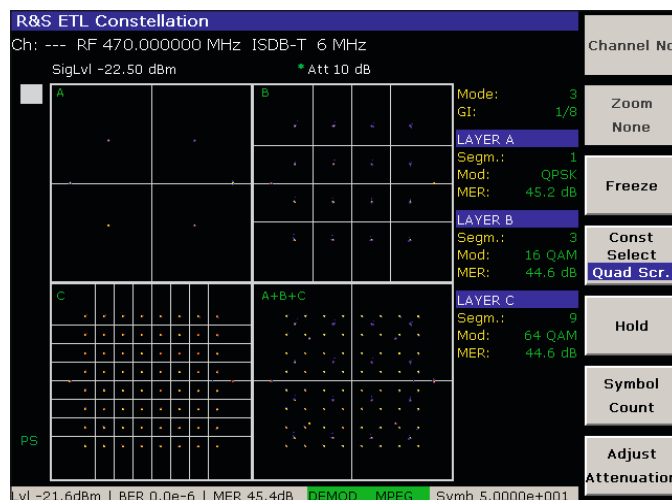 R&S ETL Constellation
Ch: --- RF 470.000000 MHz ISDB-T 6 MHz
SigLvl -22.50 dBm * Att 10 dB
A
B
C
A+B+C
PS
Mode: 3
GI: 1/8
LAYER A
Segm.: 1
Mod: QPSK
MER: 45.2 dB
LAYER B
Segm.: 3
Mod: 16 QAM
MER: 44.6 dB
LAYER C
Segm.: 9
Mod: 64 QAM
MER: 44.6 dB
Channel No
Zoom
None
Freeze
Const
Select
Quad Scr.
Hold
Symbol
Count
Adjust
Attenuation
Lvl -21.6dBm | BER 0.0e-6 | MER 45.4dB DEMOD MPEG Symb 5.0000e+001